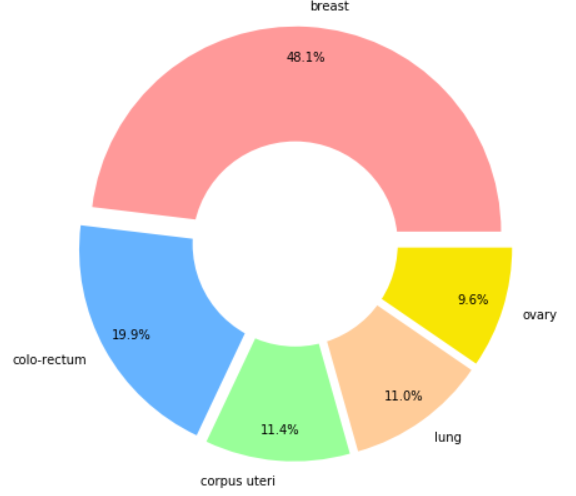 breast
48.1%
9.6%
ovary
19.9%
colo-rectum
11.0%
11.4%
lung
corpus uteri